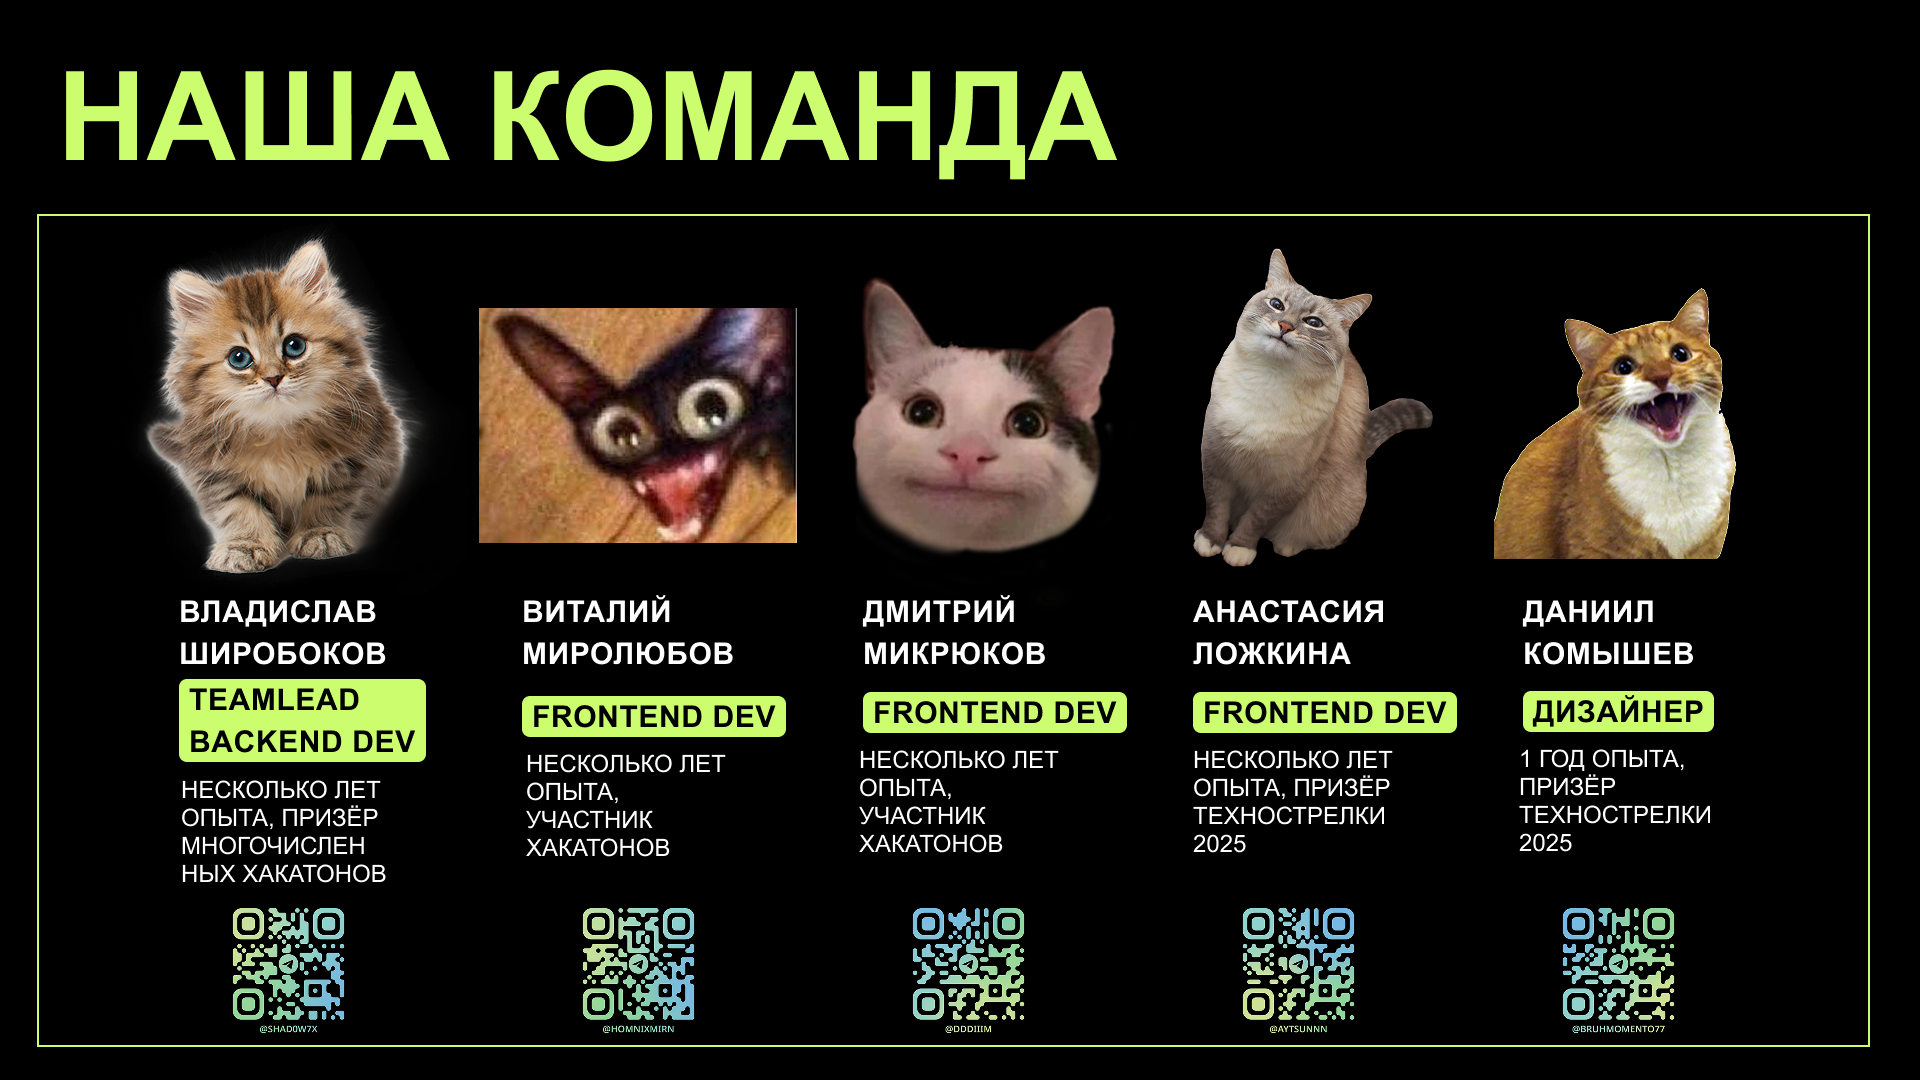 НАША КОМАНДА
ВЛАДИСЛАВ
ШИРОБОКОВ
TEAMLEAD
BACKEND DEV
НЕСКОЛЬКО ЛЕТ
ОПЫТА, ПРИЗЁР
МНОГОЧИСЛЕН
НЫХ ХАКАТОНОВ
@SHAD0W7X
ВИТАЛИЙ
МИРОЛЮБОВ
FRONTEND DEV
НЕСКОЛЬКО ЛЕТ
ОПЫТА,
УЧАСТНИК
ХАКАТОНОВ
@HOMNIXMIRN
ДМИТРИЙ
МИКРЮКОВ
FRONTEND DEV
НЕСКОЛЬКО ЛЕТ
ОПЫТА,
УЧАСТНИК
ХАКАТОНОВ
@DDDIIIM
АНАСТАСИЯ
ЛОЖКИНА
FRONTEND DEV
НЕСКОЛЬКО ЛЕТ
ОПЫТА, ПРИЗЁР
ТЕХНОСТРЕЛКИ
2025
@AYTSUNNN
ДАНИИЛ
КОМЫШЕВ
ДИЗАЙНЕР
1 ГОД ОПЫТА,
ПРИЗЁР
ТЕХНОСТРЕЛКИ
2025
@BRUHMOMENTO77